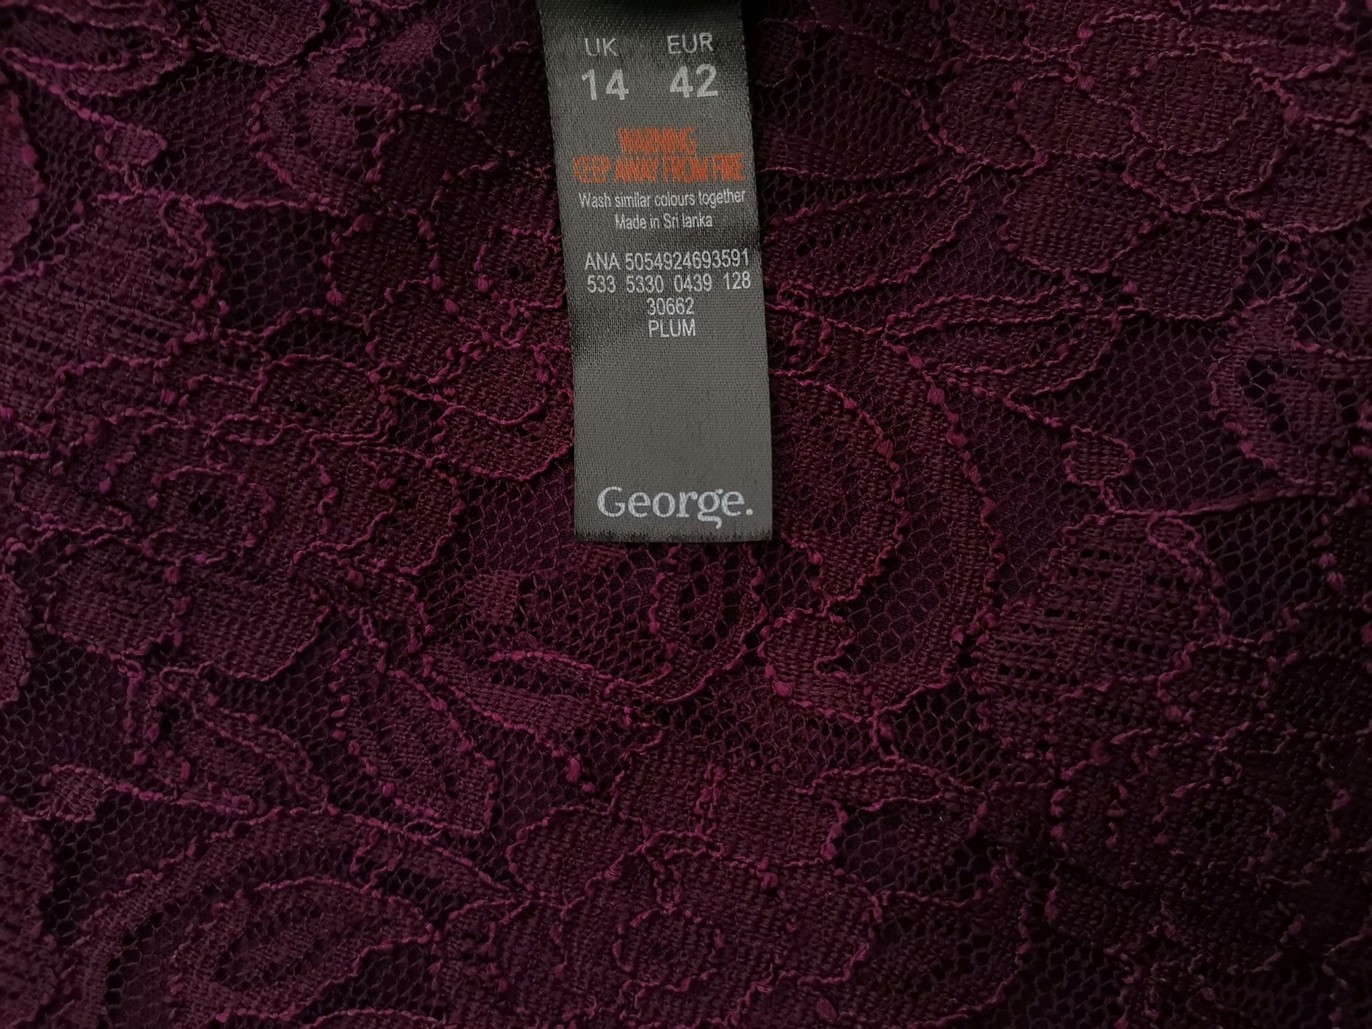 UK EUR
14 42
WARNING:
KEEP AWAY FROM FIRE
Wash similar colours together
Made in Sri lanka
ANA 5054924693591
533 5330 0439 128
30662
PLUM
George.